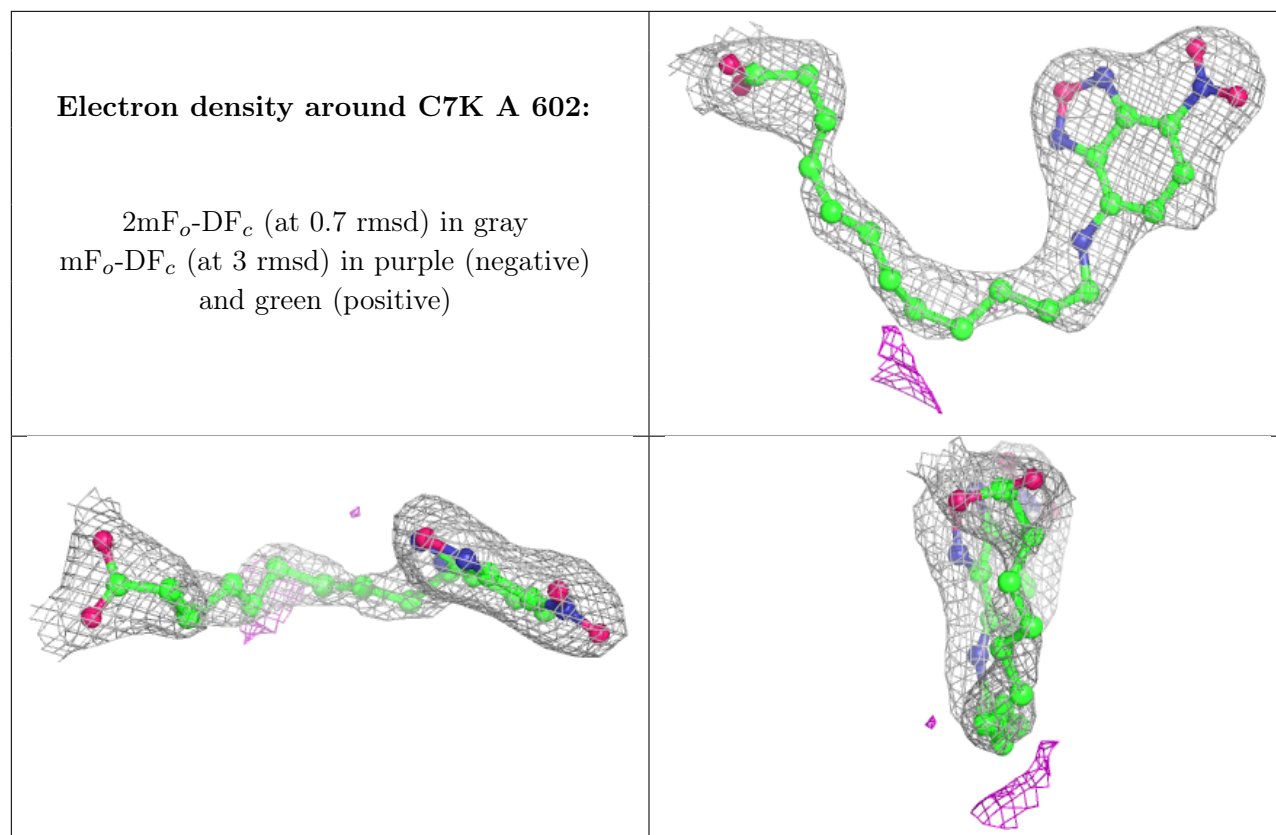 Electron density around C7K A 602:
2mFo-DFc (at 0.7 rmsd) in gray
mFo-DFc (at 3 rmsd) in purple (negative)
and green (positive)